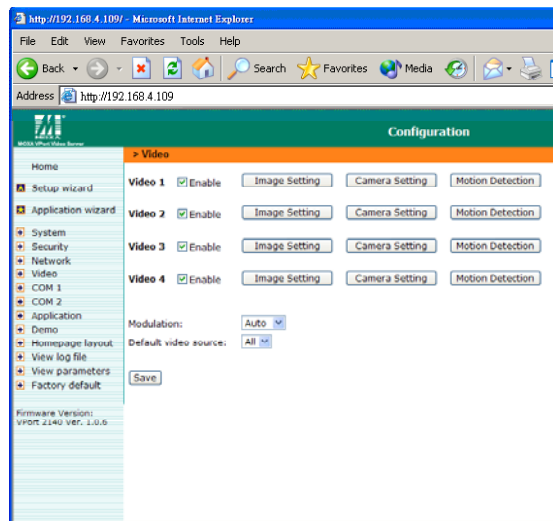 http://192.168.4.109/ - Microsoft Internet Explorer
File Edit View Favorites Tools Help
Back Search Favorites Media
Address http://192.168.4.109
MOXA VPort Video Server
Configuration
> Video
Home
Setup wizard
Application wizard
System
Security
Network
Video
COM 1
COM 2
Application
Demo
Homepage layout
View log file
View parameters
Factory default
Firmware Version:
VPort 2140 Ver. 1.0.6
Video 1 Enable Image Setting Camera Setting Motion Detection
Video 2 Enable Image Setting Camera Setting Motion Detection
Video 3 Enable Image Setting Camera Setting Motion Detection
Video 4 Enable Image Setting Camera Setting Motion Detection
Modulation: Auto
Default video source: All
Save